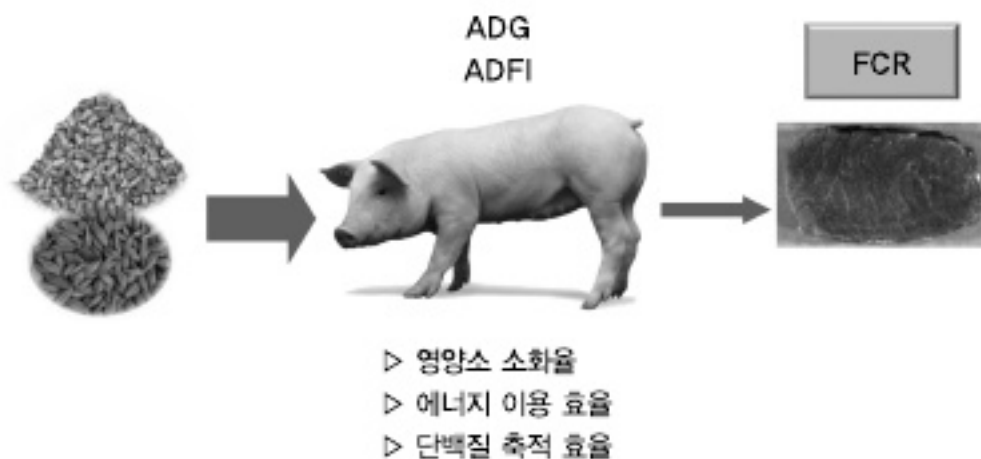 ADG
ADFI
FCR
▷ 영양소 소화율
▷ 에너지 이용 효율
▷ 단백질 축적 효율